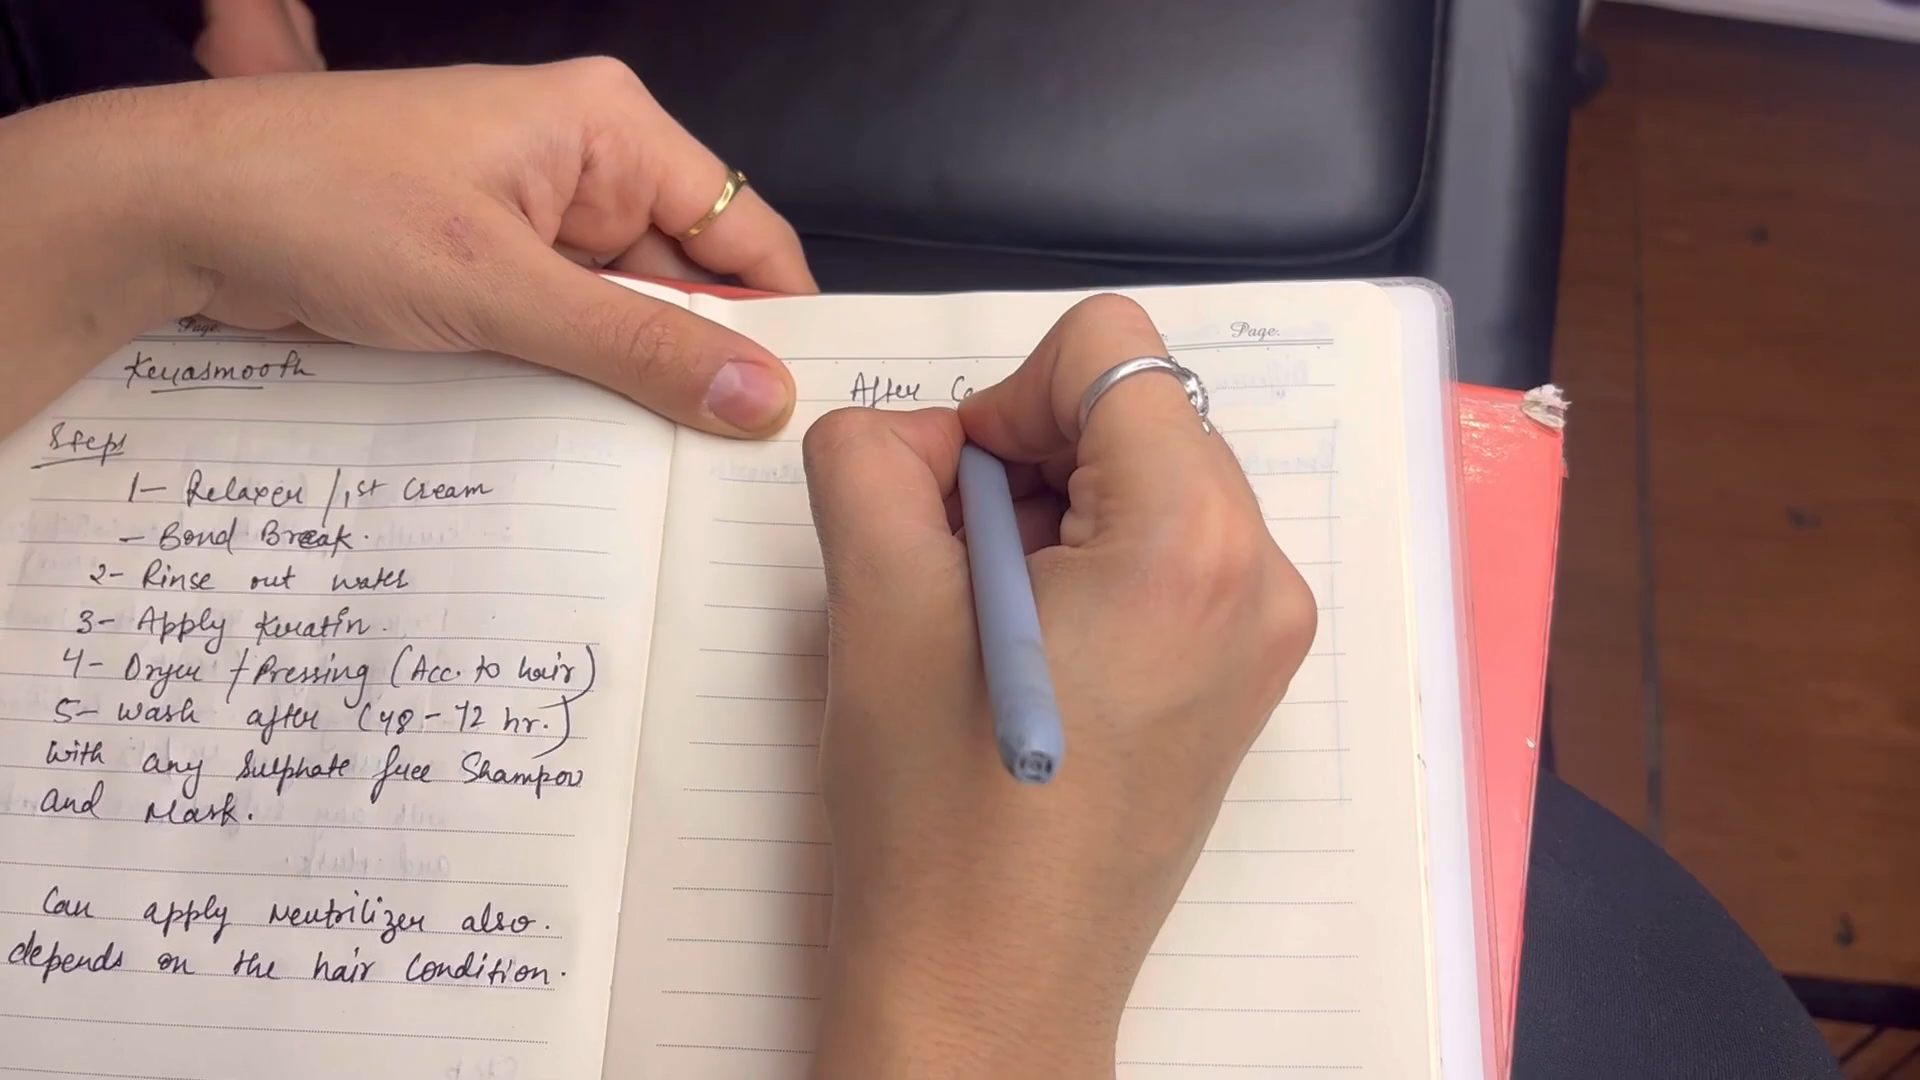 Page.
Kerasmooth
Steps
1- Relaxer / 1st Cream
- Bond Break.
2- Rinse out water
3- Apply Keratin.
4- Dryer + Pressing (Acc. to hair)
5- Wash after (48-72 hr.)
with any Sulphate free Shampoo
and Mask.
Can apply Neutrilizer also.
depends on the hair Condition.
Page.
After